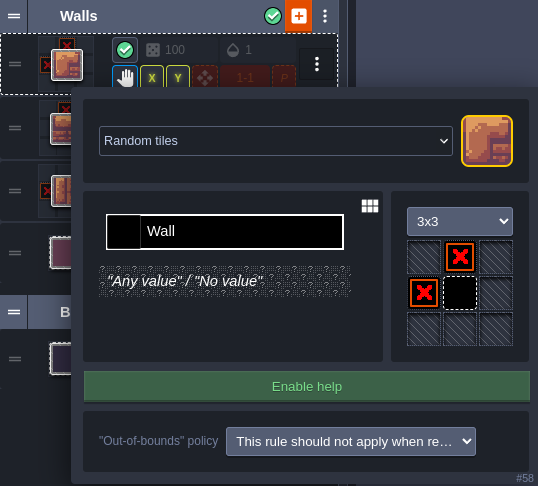 Walls
100
1
X
Y
1-1
P
Random tiles
Wall
3x3
"Any value" / "No value"
B
Enable help
"Out-of-bounds" policy
This rule should not apply when re…
#58